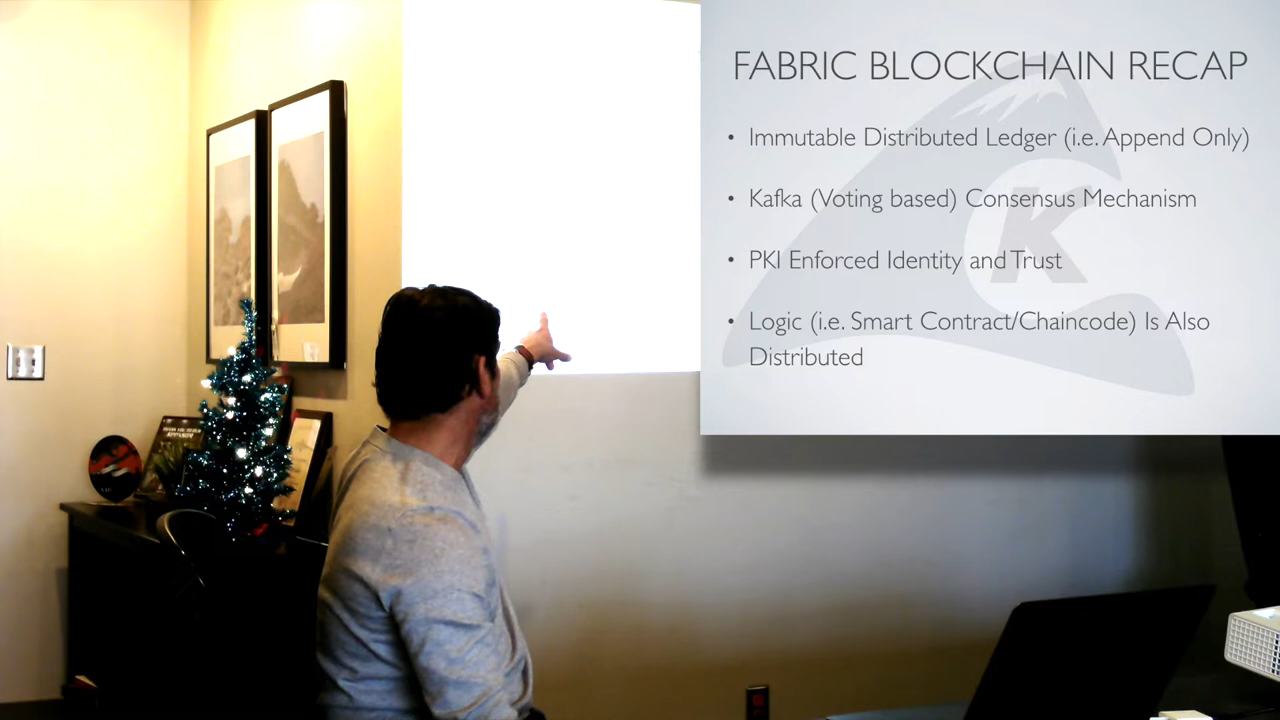 FABRIC BLOCKCHAIN RECAP
• Immutable Distributed Ledger (i.e. Append Only)
• Kafka (Voting based) Consensus Mechanism
• PKI Enforced Identity and Trust
• Logic (i.e. Smart Contract/Chaincode) Is Also
Distributed
K